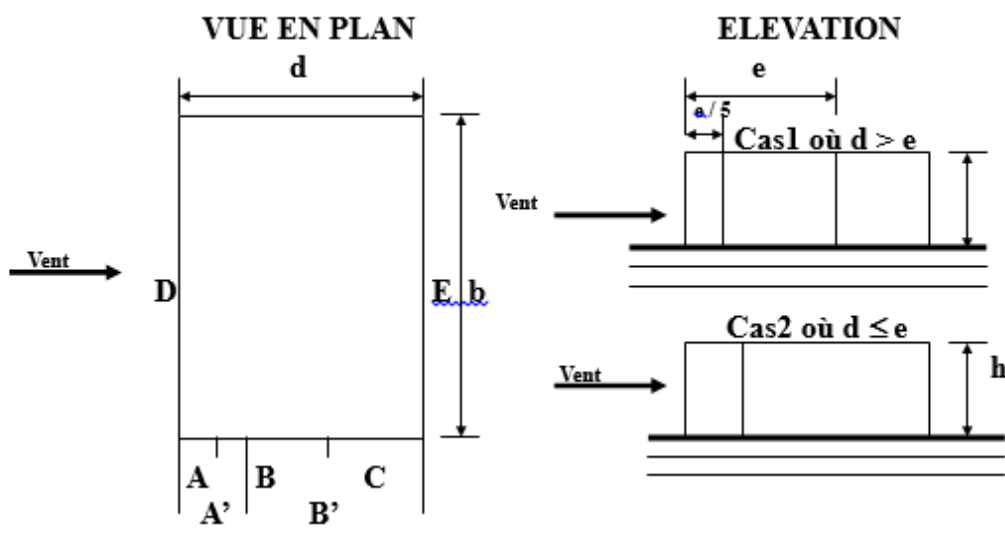 VUE EN PLAN
d
Vent
D
E b
A B C
A’ B’
ELEVATION
e
e / 5
Cas1 où d > e
Vent
Cas2 où d ≤ e
Vent
h